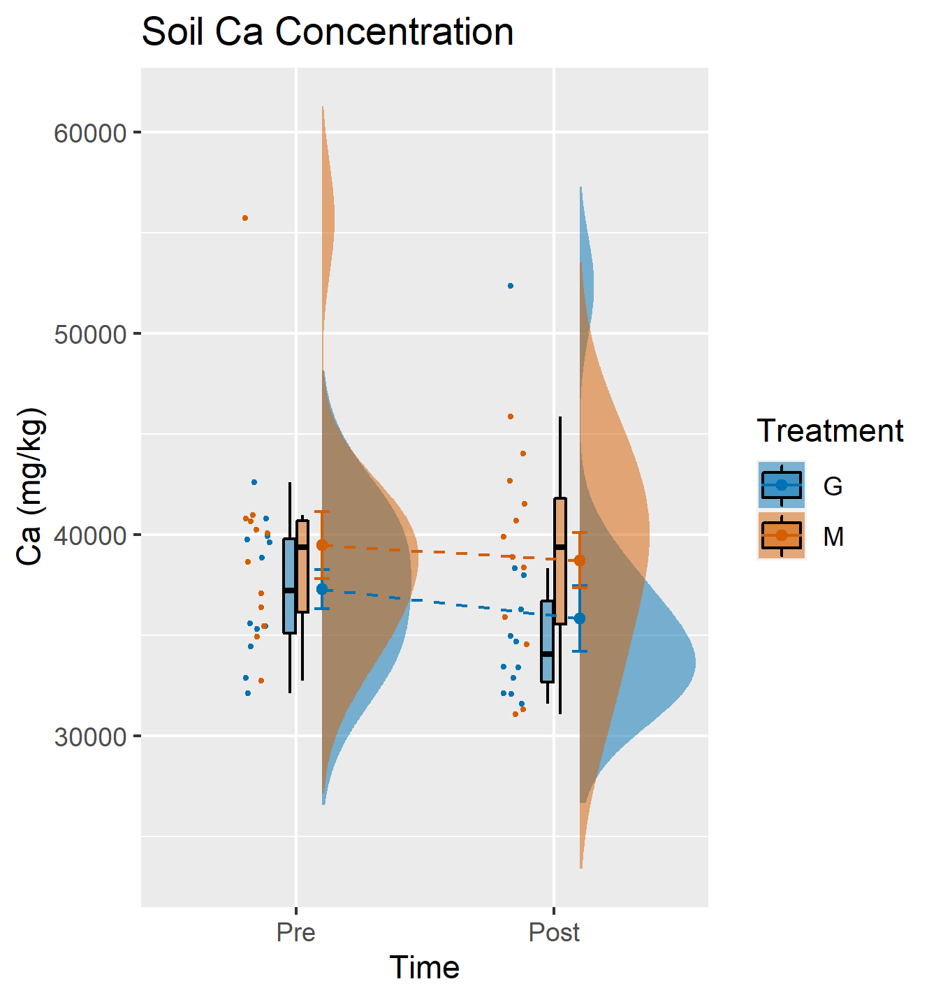 Soil Ca Concentration
60000
50000
40000
30000
Ca (mg/kg)
Pre
Post
Time
Treatment
G
M